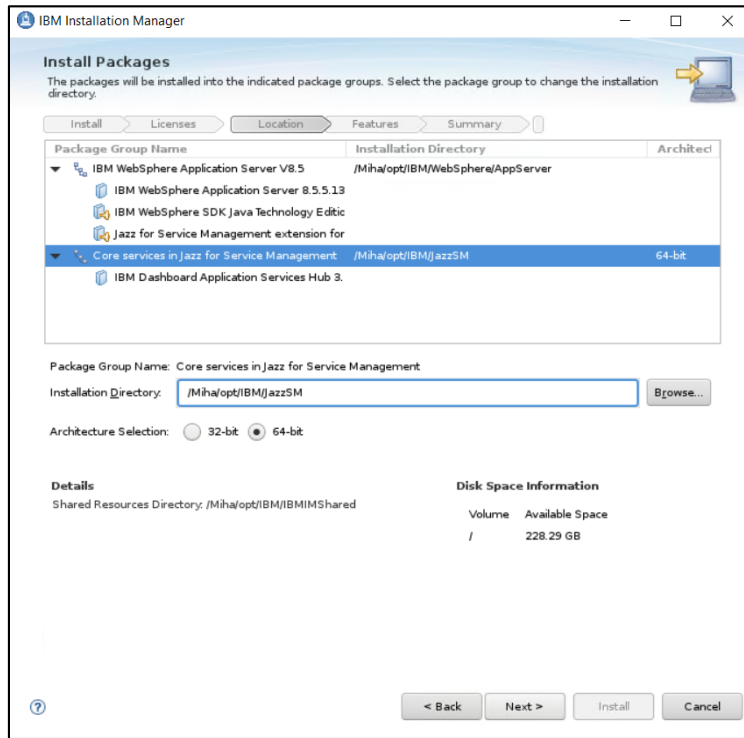 IBM Installation Manager
Install Packages
The packages will be installed into the indicated package groups. Select the package group to change the installation
directory.
Install Licenses Location Features Summary
Package Group Name Installation Directory Architect
IBM WebSphere Application Server V8.5 /Miha/opt/IBM/WebSphere/AppServer
IBM WebSphere Application Server 8.5.5.13
IBM WebSphere SDK Java Technology Editic
Jazz for Service Management extension for
Core services in Jazz for Service Management /Miha/opt/IBM/JazzSM 64-bit
IBM Dashboard Application Services Hub 3.
Package Group Name: Core services in Jazz for Service Management
Installation Directory: /Miha/opt/IBM/JazzSM Browse...
Architecture Selection: 32-bit 64-bit
Details Disk Space Information
Shared Resources Directory: /Miha/opt/IBM/IBMIMShared
Volume Available Space
/ 228.29 GB
? < Back Next > Install Cancel